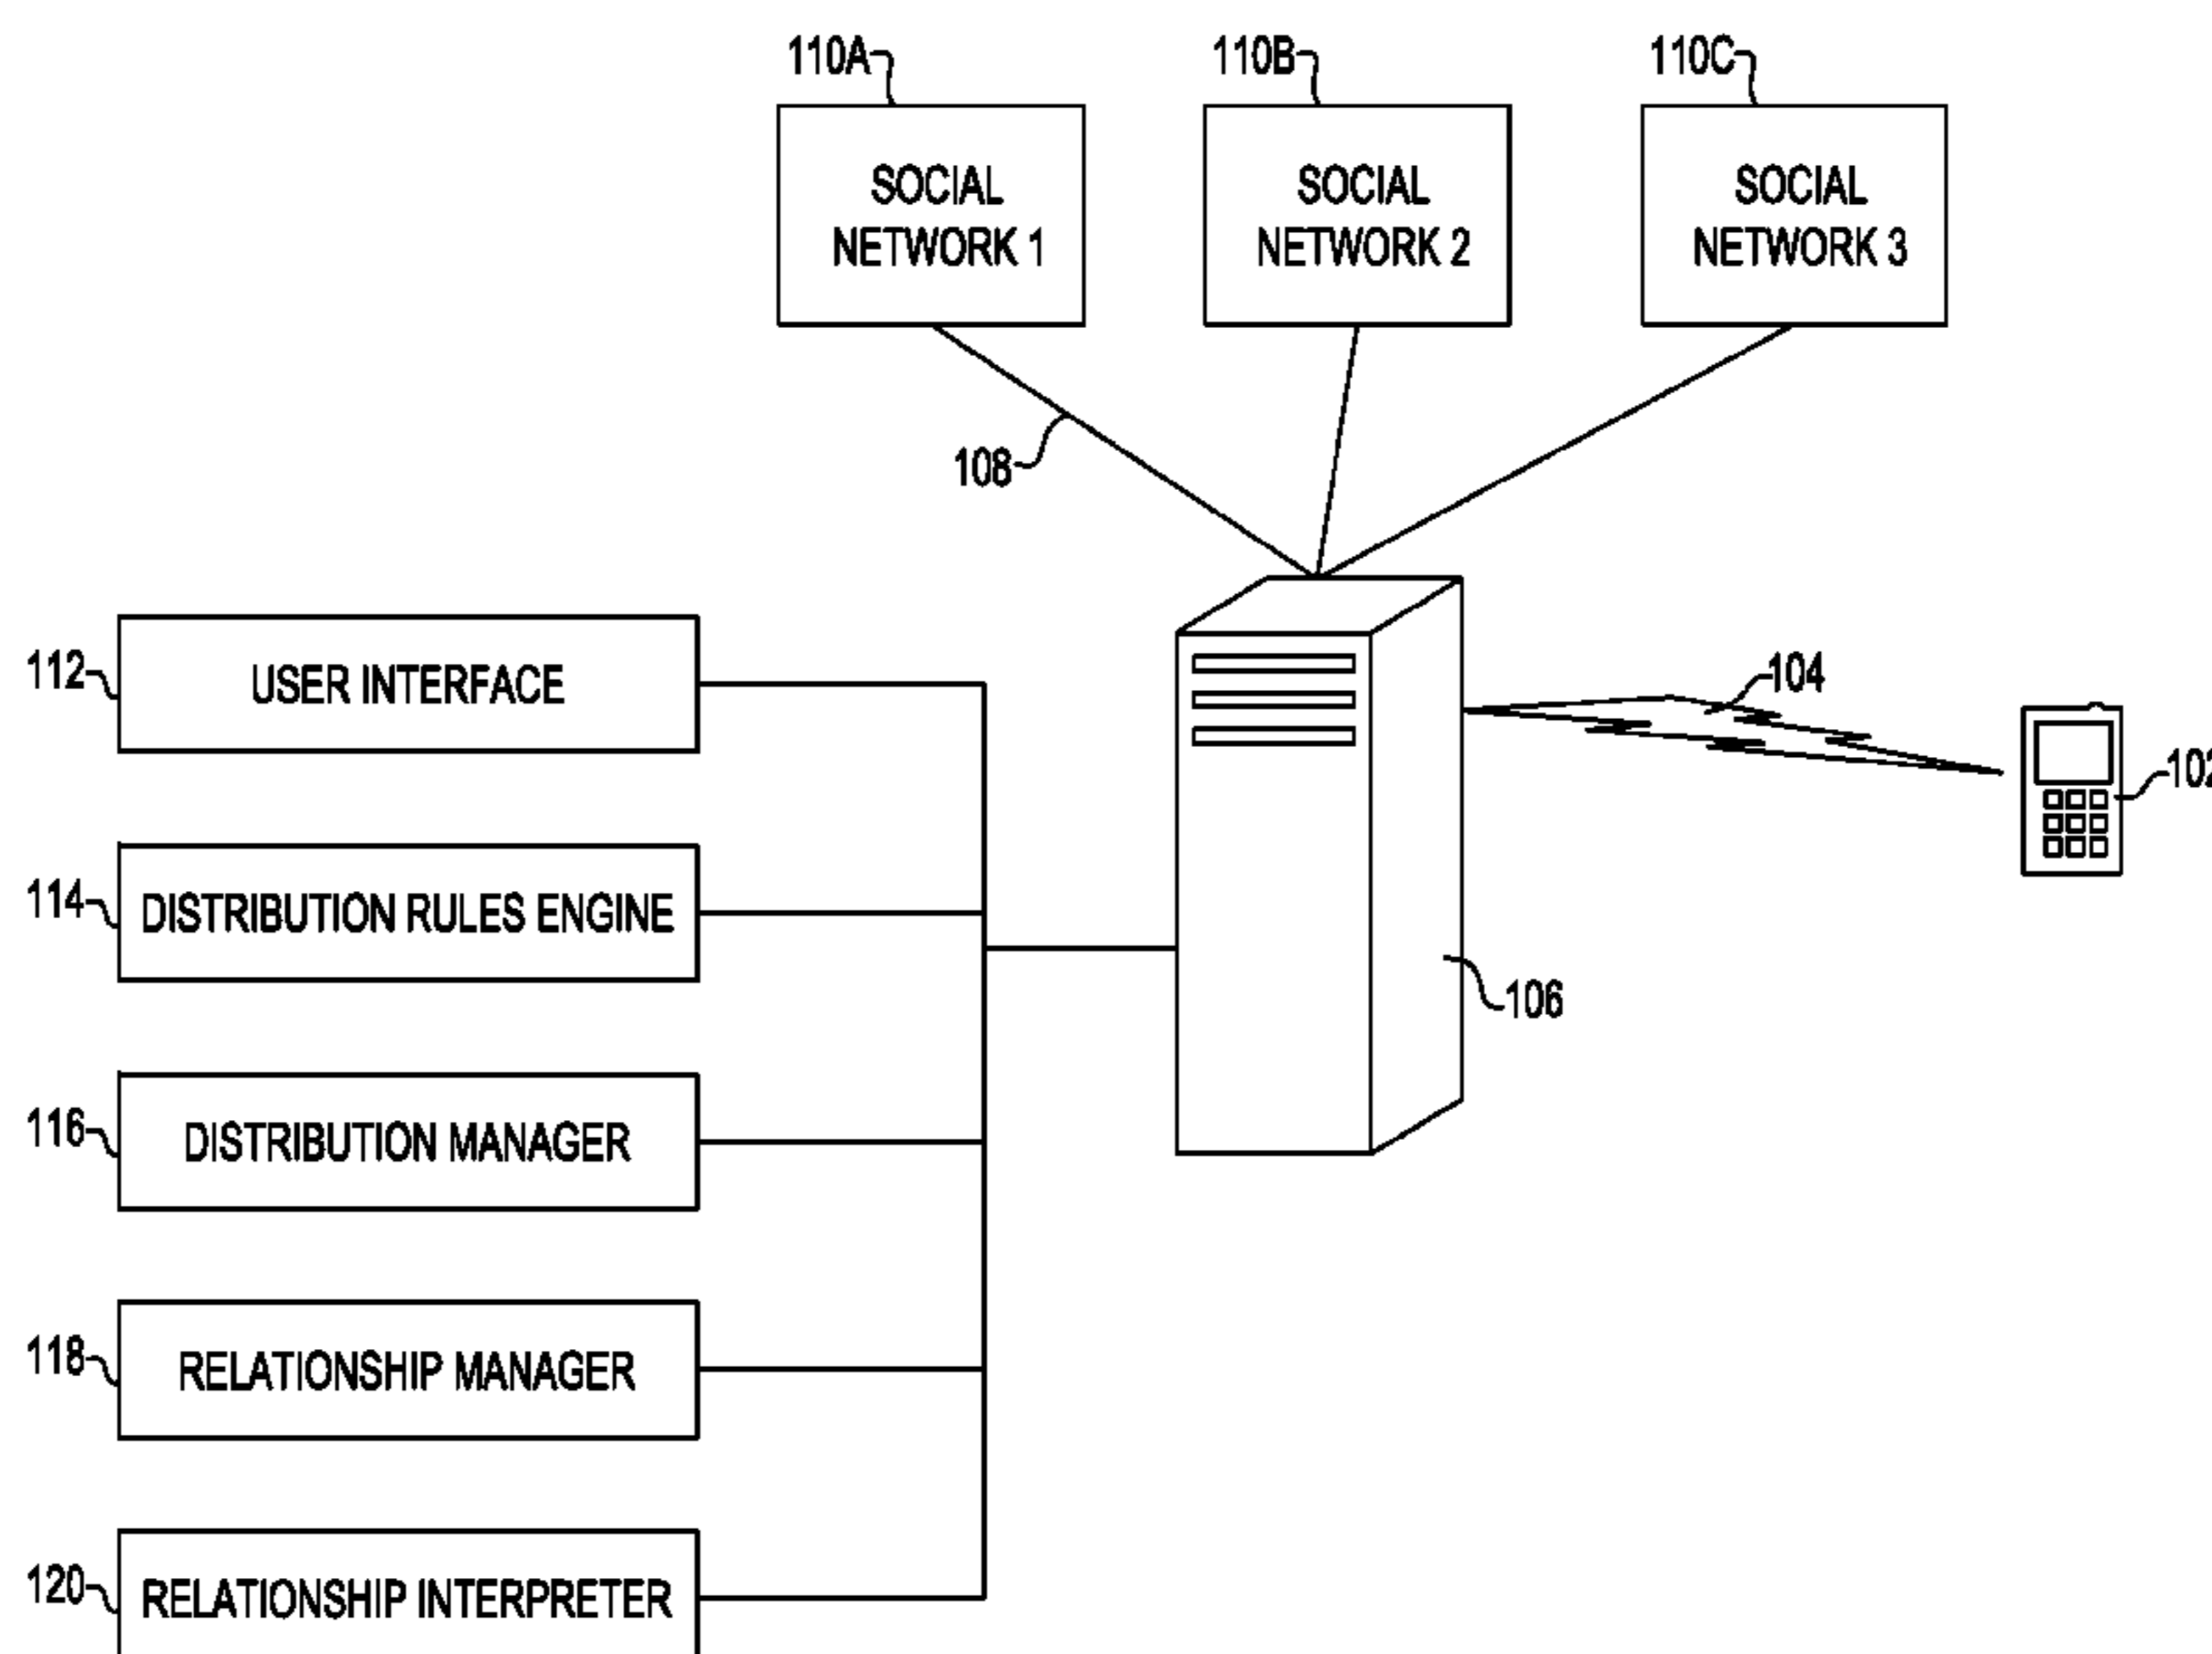 110A
110B
110C
SOCIAL
NETWORK 1
SOCIAL
NETWORK 2
SOCIAL
NETWORK 3
108
112
USER INTERFACE
104
102
114
DISTRIBUTION RULES ENGINE
106
116
DISTRIBUTION MANAGER
118
RELATIONSHIP MANAGER
120
RELATIONSHIP INTERPRETER